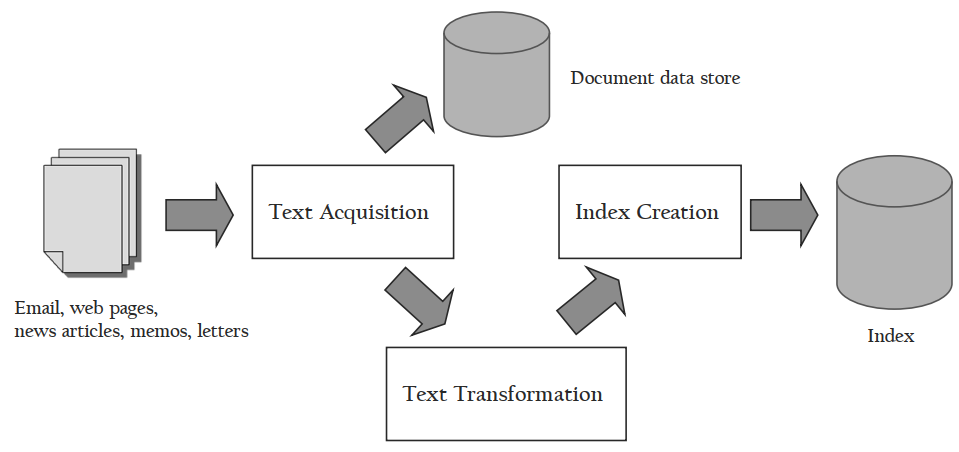 Document data store
Text Acquisition
Index Creation
Email, web pages,
news articles, memos, letters
Index
Text Transformation